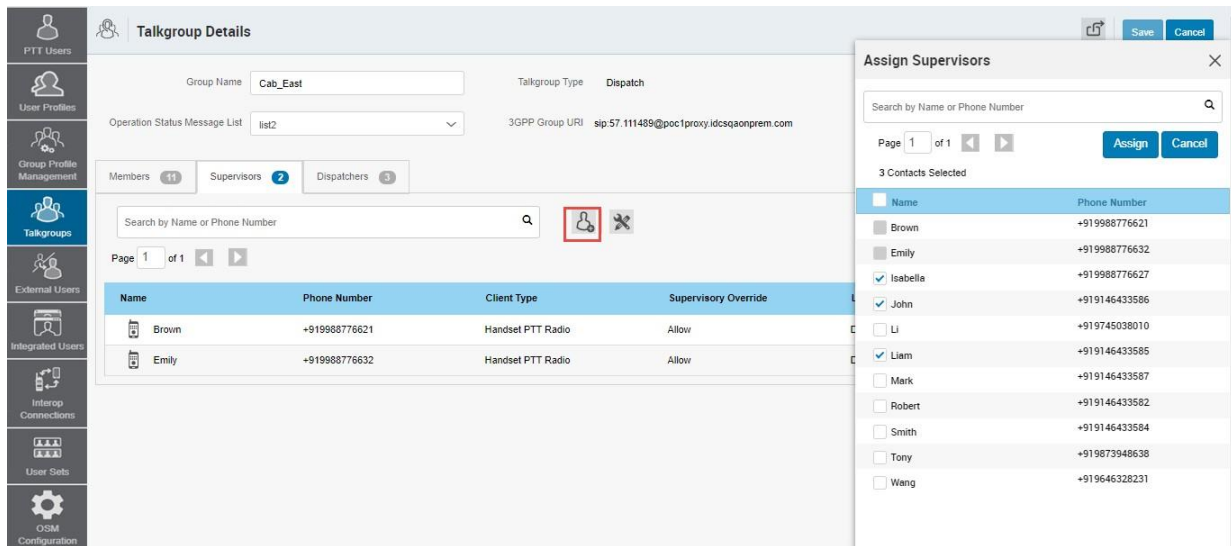 PTT Users
User Profiles
Group Profile
Management
Talkgroups
External Users
Integrated Users
Interop
Connections
User Sets
OSM
Configuration
Talkgroup Details
Save Cancel
Group Name Cab_East Talkgroup Type Dispatch
Operation Status Message List list2 3GPP Group URI sip:57.111489@poc1proxy.idcsqaonprem.com
Members 11 Supervisors 2 Dispatchers 3
Search by Name or Phone Number
Page 1 of 1
Name Phone Number Client Type Supervisory Override
Brown +919988776621 Handset PTT Radio Allow
Emily +919988776632 Handset PTT Radio Allow
Assign Supervisors
Search by Name or Phone Number
Page 1 of 1 Assign Cancel
3 Contacts Selected
Name Phone Number
Brown +919988776621
Emily +919988776632
Isabella +919988776627
John +919146433586
Li +919745038010
Liam +919146433585
Mark +919146433587
Robert +919146433582
Smith +919146433584
Tony +919873948638
Wang +919646328231